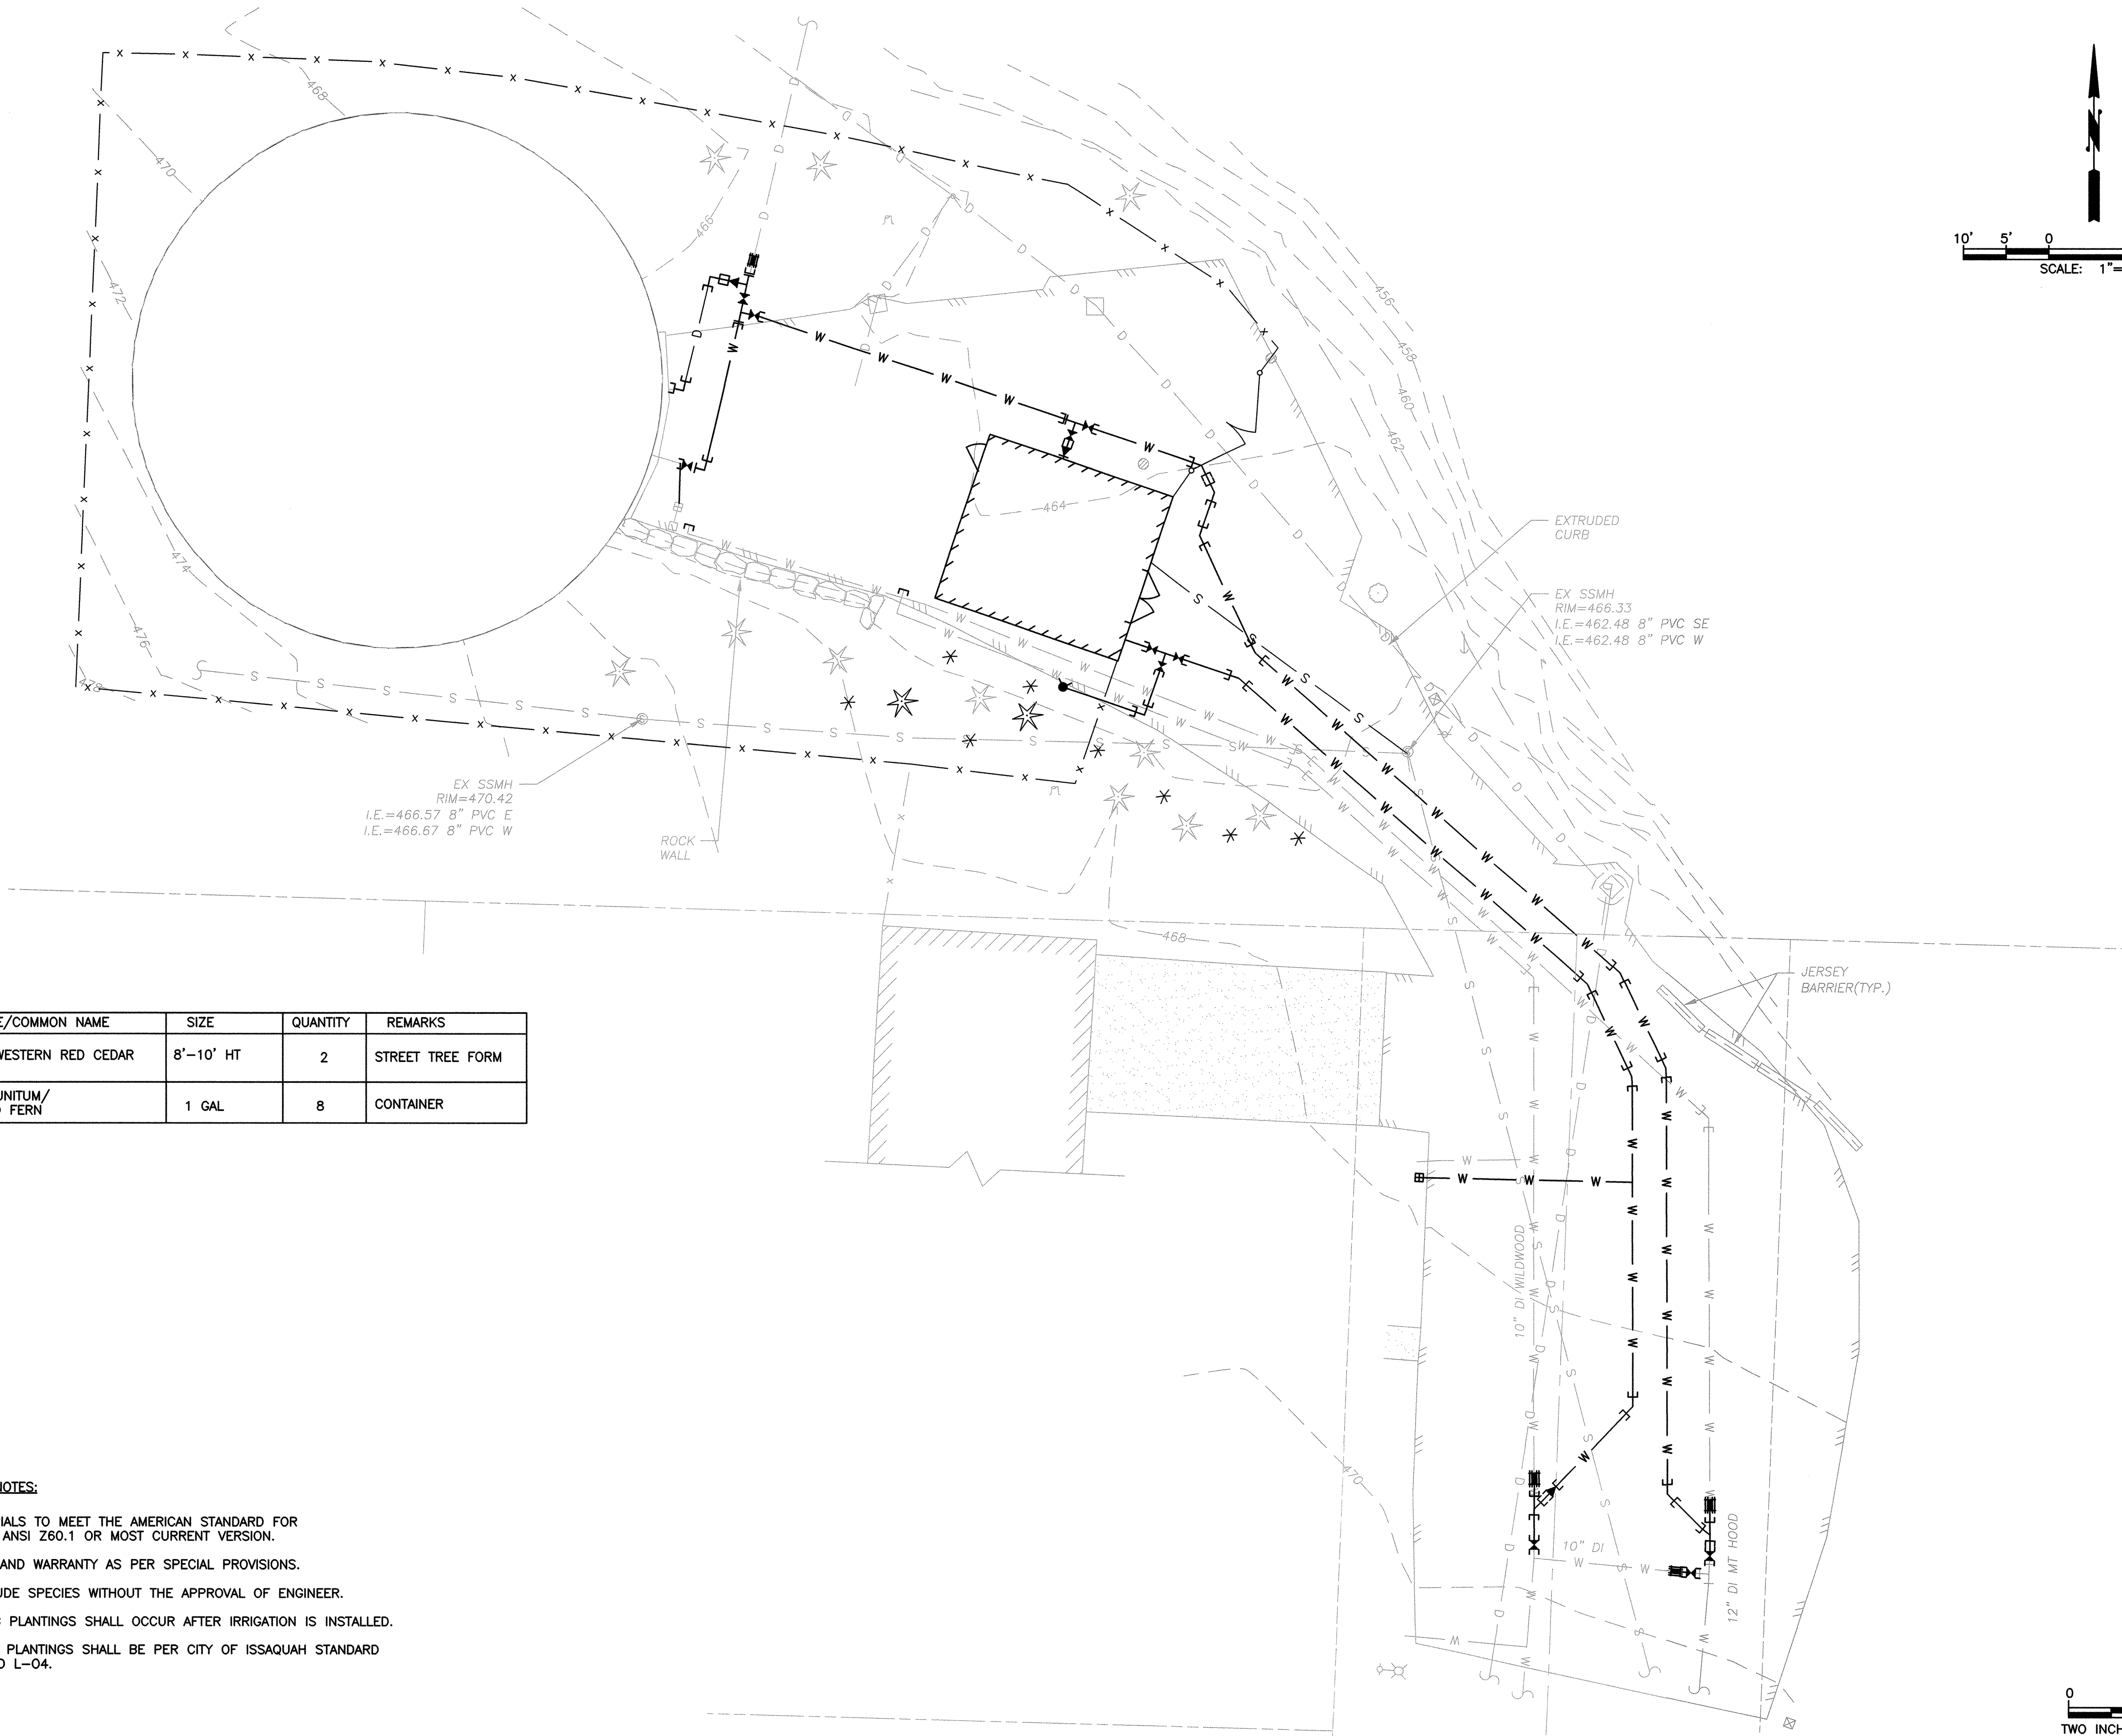 468
470
472
474
476
478
466
464
456
458
460
462
N
10' 5' 0
SCALE: 1"=
EXTRUDED
CURB
EX SSMH
RIM=466.33
I.E.=462.48 8" PVC SE
I.E.=462.48 8" PVC W
EX SSMH
RIM=470.42
I.E.=466.57 8" PVC E
I.E.=466.67 8" PVC W
ROCK
WALL
468
JERSEY
BARRIER(TYP.)
E/COMMON NAME SIZE QUANTITY REMARKS
WESTERN RED CEDAR 8'-10' HT 2 STREET TREE FORM
UNITUM/
FERN 1 GAL 8 CONTAINER
10" DI WILDWOOD
470
10" DI
12" DI MT HOOD
NOTES:
IALS TO MEET THE AMERICAN STANDARD FOR
ANSI Z60.1 OR MOST CURRENT VERSION.
AND WARRANTY AS PER SPECIAL PROVISIONS.
UDE SPECIES WITHOUT THE APPROVAL OF ENGINEER.
PLANTINGS SHALL OCCUR AFTER IRRIGATION IS INSTALLED.
PLANTINGS SHALL BE PER CITY OF ISSAQUAH STANDARD
L-04.
0
TWO INCH